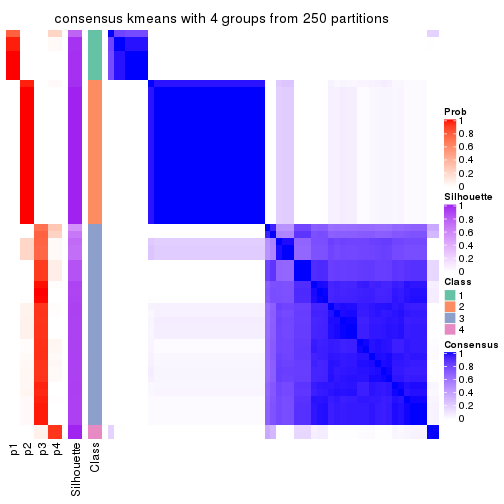 consensus kmeans with 4 groups from 250 partitions
Prob
1
0.8
0.6
0.4
0.2
0
Silhouette
1
0.8
0.6
0.4
0.2
0
Class
1
2
3
4
Consensus
1
0.8
0.6
0.4
0.2
0
p1
p2
p3
p4
Silhouette
Class